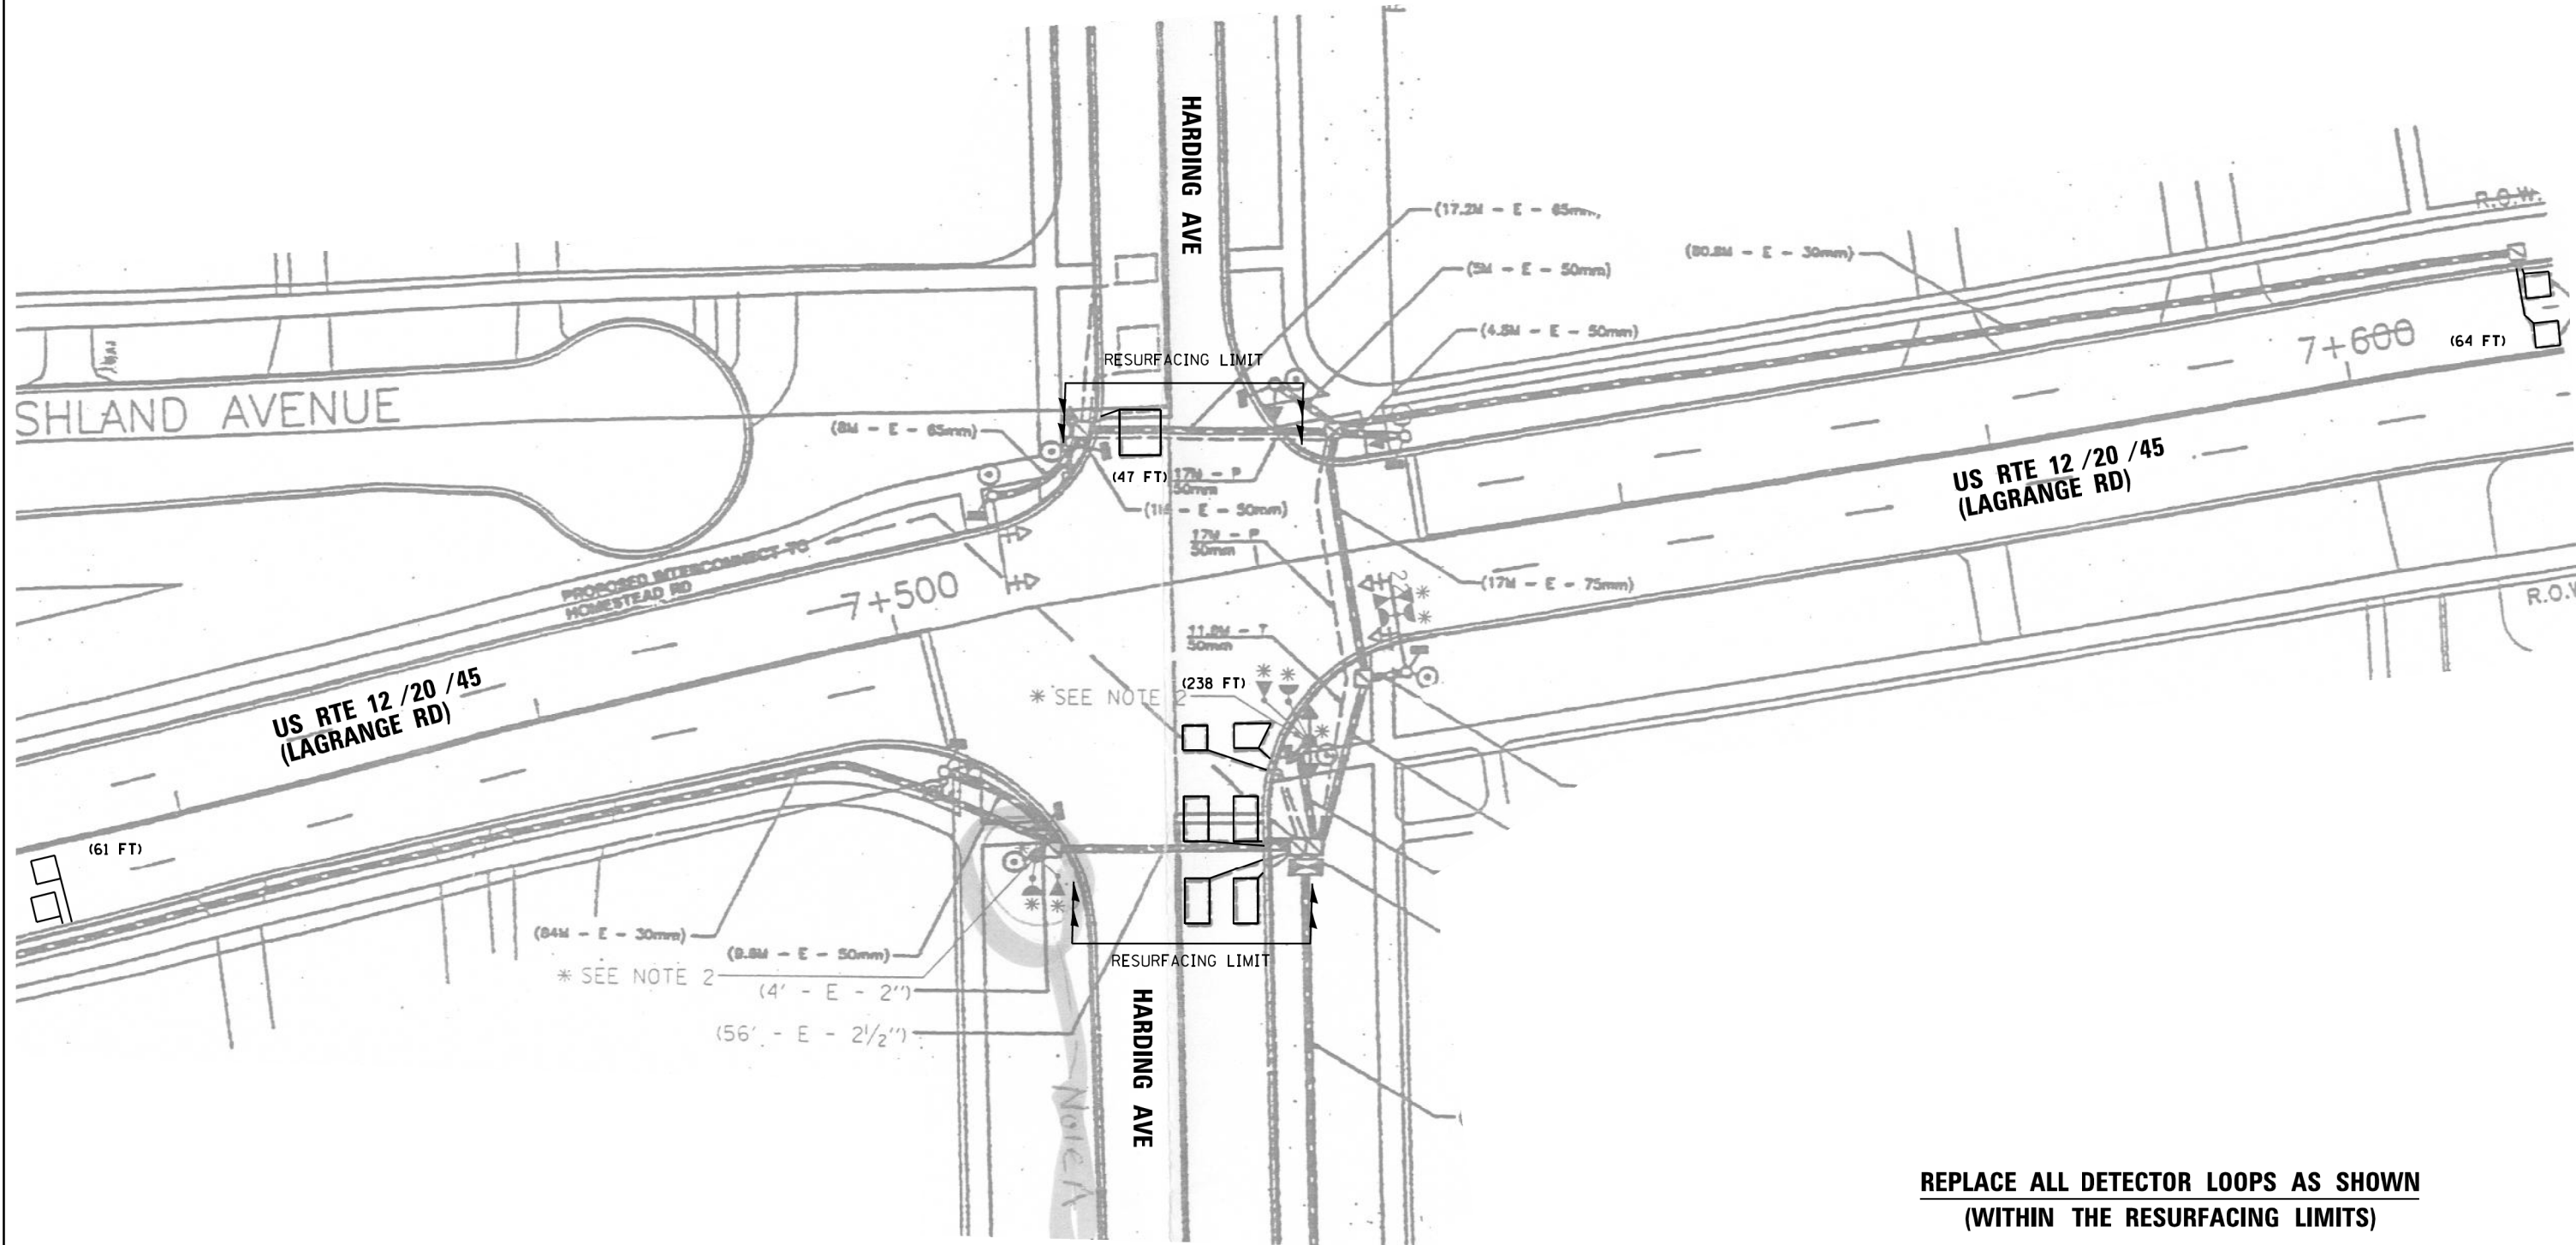 HARDING AVE
(17.2M - E - 65mm)
(5M - E - 50mm)
(80.8M - E - 30mm)
R.O.W.
(4.8M - E - 50mm)
RESURFACING LIMIT
7+600
(64 FT)
SHLAND AVENUE
(8M - E - 65mm)
(47 FT)
17M - P
50mm
- E - 50mm)
US RTE 12 /20 /45
(LAGRANGE RD)
17M - P
50mm
PROPOSED INTERCONNECT TO
HOMESTEAD RD
7+500
(17M - E - 75mm)
R.O.W
50mm
US RTE 12 /20 /45
(LAGRANGE RD)
* SEE NOTE 2
(238 FT)
(61 FT)
(84M - E - 30mm)
(9.8M - E - 50mm)
RESURFACING LIMIT
* SEE NOTE 2
(4' - E - 2'')
(56' - E - 2 1/2'')
HARDING AVE
Note A
REPLACE ALL DETECTOR LOOPS AS SHOWN
(WITHIN THE RESURFACING LIMITS)